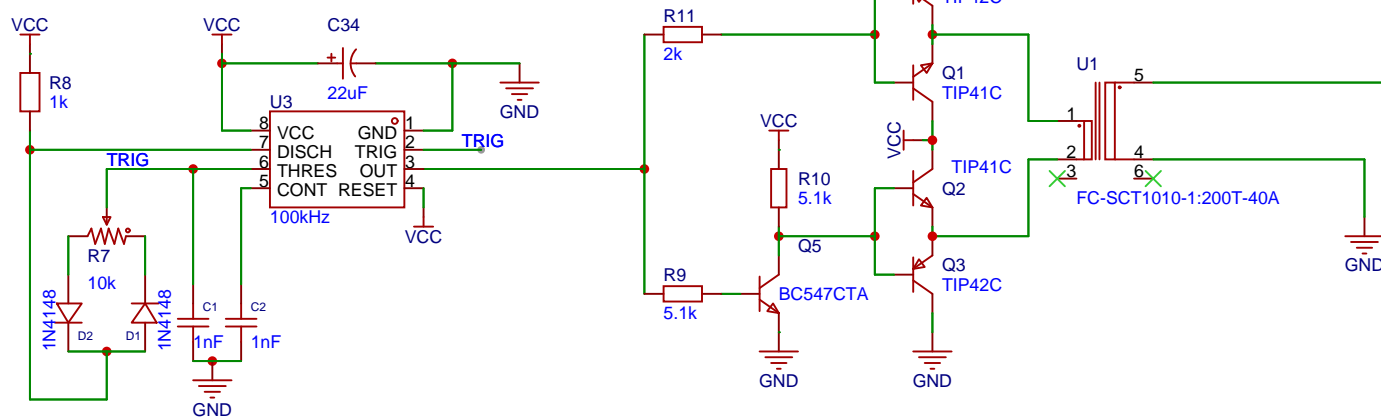 TIP42C
VCC
R8
1k
VCC
C34
22uF
GND
U3
8
VCC
GND
1
7
DISCH
TRIG
2
TRIG
TRIG
6
THRES
OUT
3
5
CONT
RESET
4
100kHz
VCC
R7
10k
1N4148
D2
D1
1N4148
C1
1nF
C2
1nF
GND
R11
2k
Q1
TIP41C
VCC
VCC
R10
5.1k
TIP41C
Q2
Q5
R9
5.1k
BC547CTA
Q3
TIP42C
GND
GND
U1
1
5
2
4
3
6
FC-SCT1010-1:200T-40A
GND